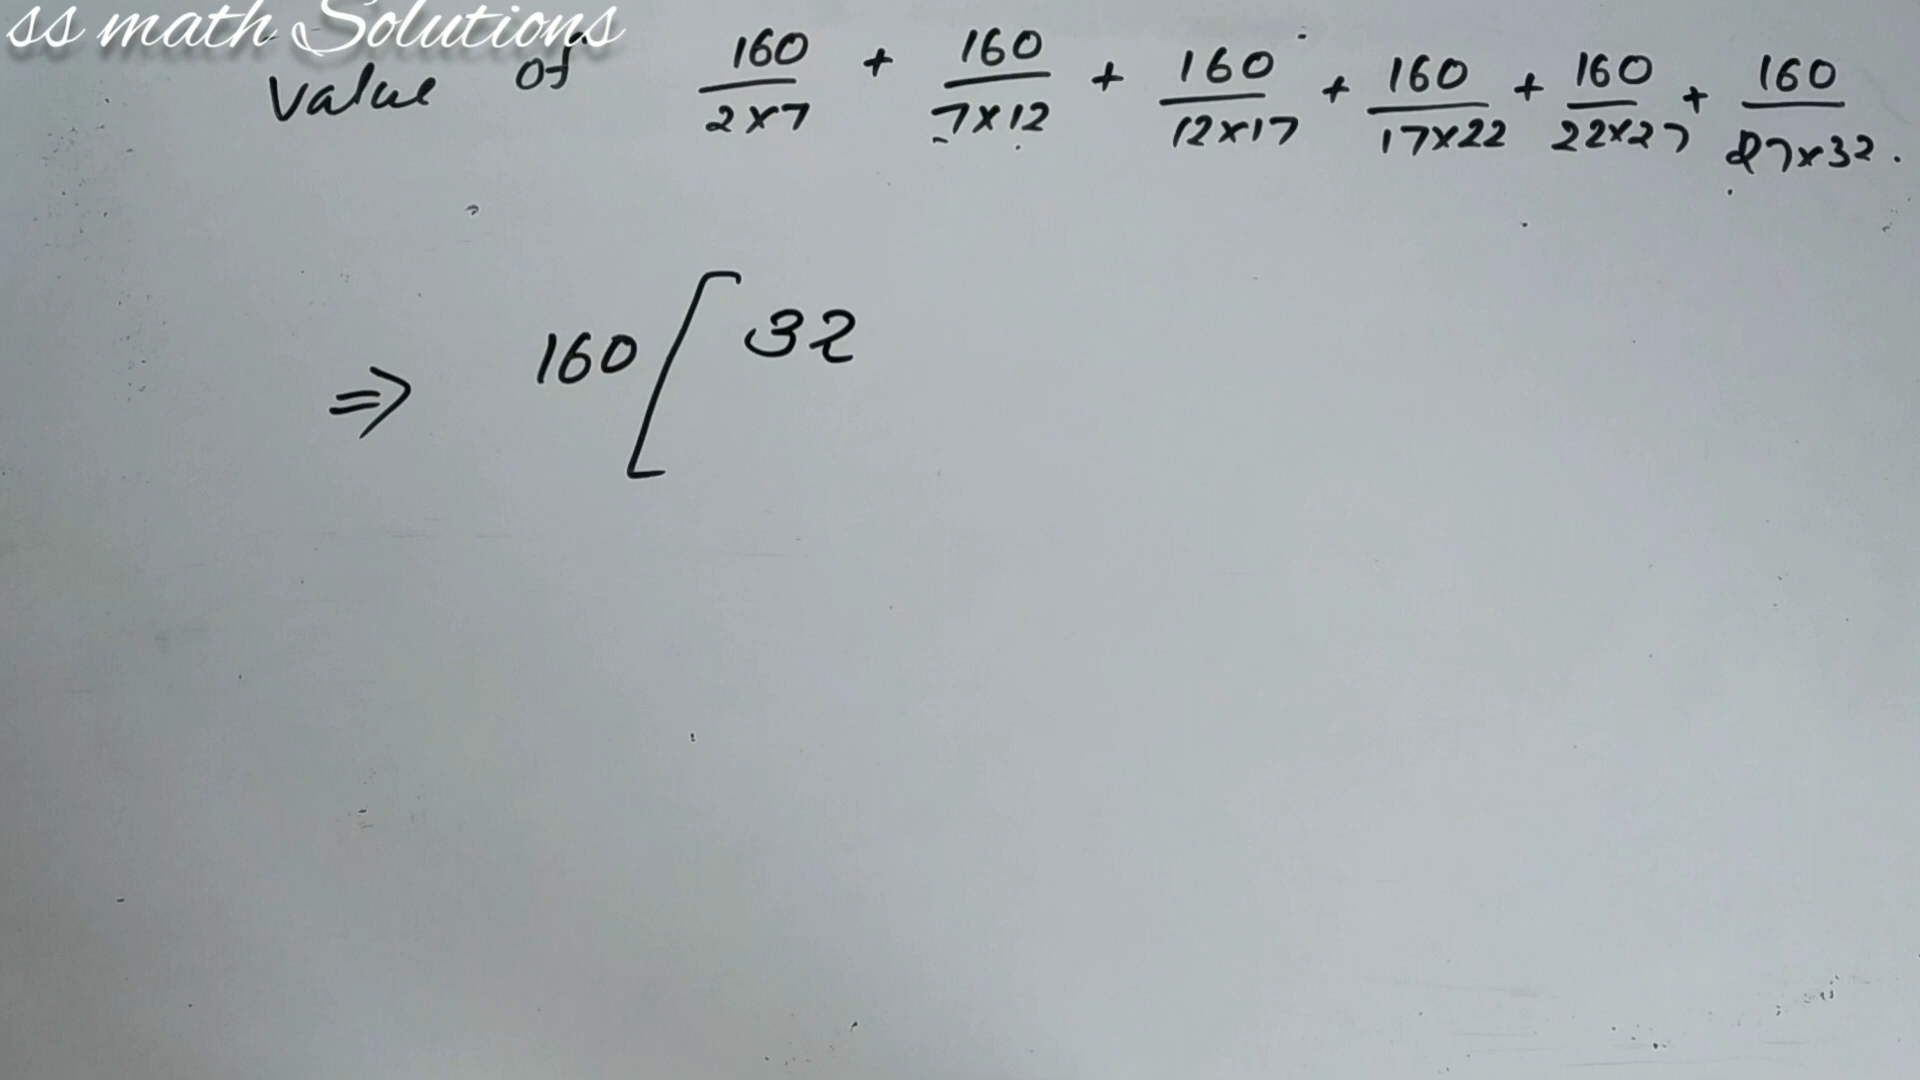 ss math Solutions
Value of 160/2×7 + 160/7×12 + 160/12×17 + 160/17×22 + 160/22×27 + 160/27×32.
⇒ 160 [ 32